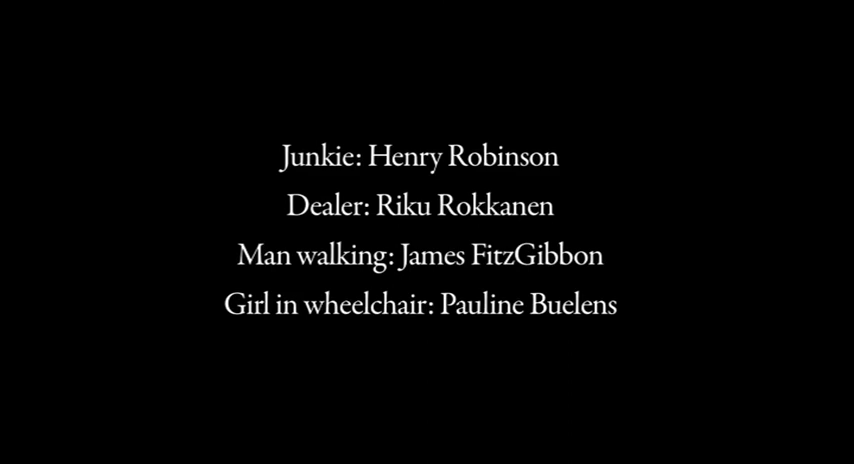 Junkie: Henry Robinson
Dealer: Riku Rokkanen
Man walking: James FitzGibbon
Girl in wheelchair: Pauline Buelens